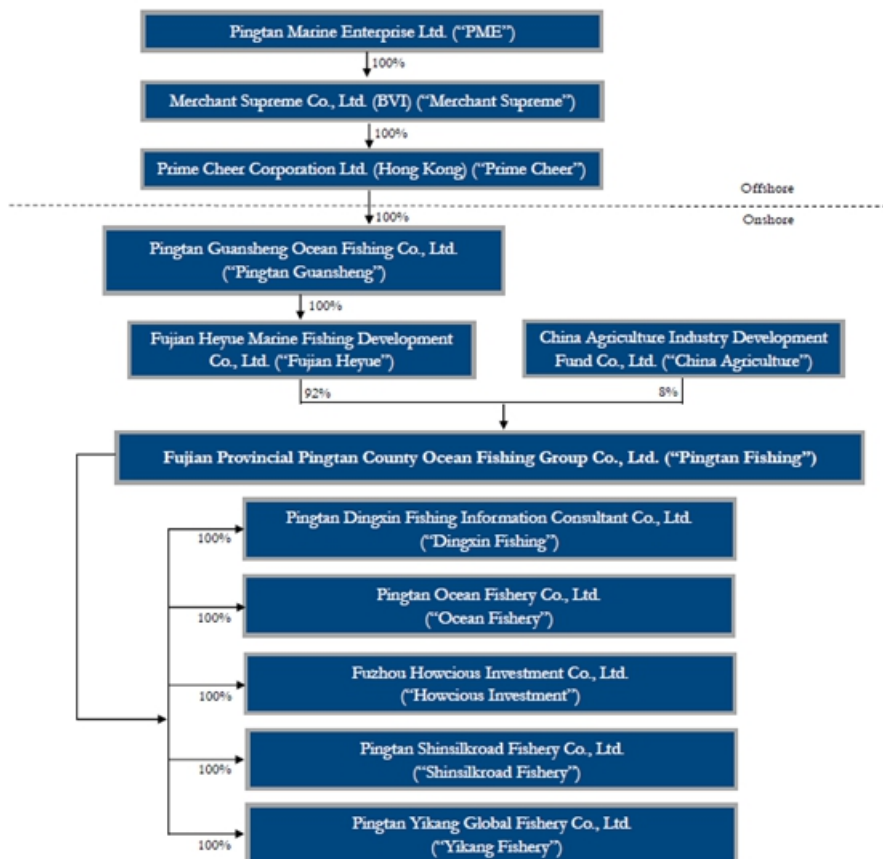 Pingtan Marine Enterprise Ltd. (“PME”)
100%
Merchant Supreme Co., Ltd. (BVI) (“Merchant Supreme”)
100%
Prime Cheer Corporation Ltd. (Hong Kong) (“Prime Cheer”)
Offshore
Onshore
100%
Pingtan Guansheng Ocean Fishing Co., Ltd.
(“Pingtan Guansheng”)
100%
Fujian Heyue Marine Fishing Development
Co., Ltd. (“Fujian Heyue”)
China Agriculture Industry Development
Fund Co., Ltd. (“China Agriculture”)
92%
8%
Fujian Provincial Pingtan County Ocean Fishing Group Co., Ltd. (“Pingtan Fishing”)
100%
Pingtan Dingxin Fishing Information Consultant Co., Ltd.
(“Dingxin Fishing”)
100%
Pingtan Ocean Fishery Co., Ltd.
(“Ocean Fishery”)
100%
Fuzhou Howcious Investment Co., Ltd.
(“Howcious Investment”)
100%
Pingtan Shinsilkroad Fishery Co., Ltd.
(“Shinsilkroad Fishery”)
100%
Pingtan Yikang Global Fishery Co., Ltd.
(“Yikang Fishery”)